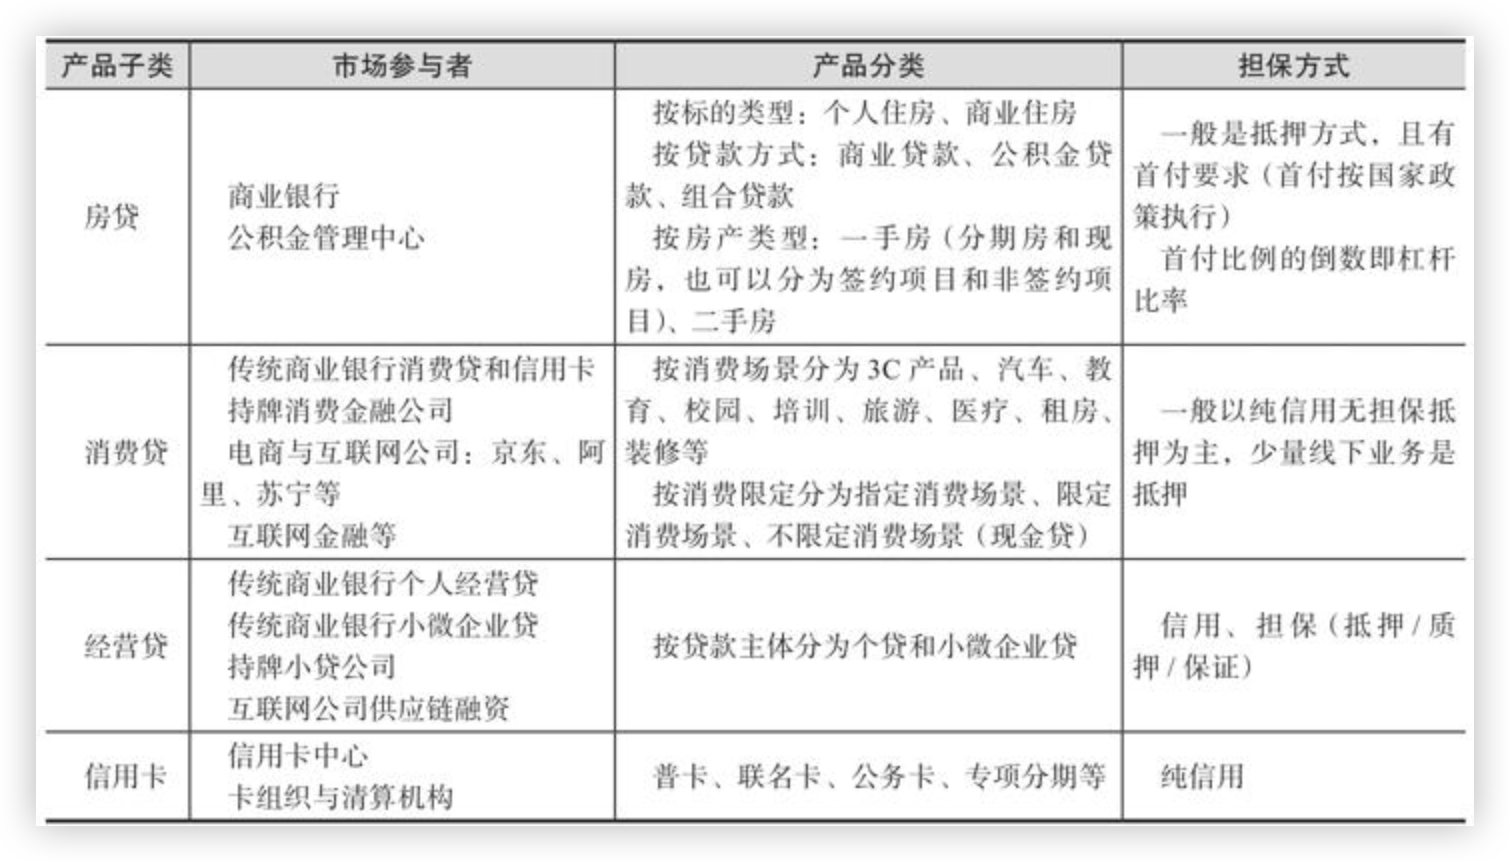 产品子类 市场参与者 产品分类 担保方式
房贷
商业银行
公积金管理中心
按标的类型：个人住房、商业住房
按贷款方式：商业贷款、公积金贷
款、组合贷款
按房产类型：一手房（分期房和现
房，也可以分为签约项目和非签约项
目）、二手房
一般是抵押方式，且有
首付要求（首付按国家政
策执行）
首付比例的倒数即杠杆
比率
消费贷
传统商业银行消费贷和信用卡
持牌消费金融公司
电商与互联网公司：京东、阿
里、苏宁等
互联网金融等
按消费场景分为 3C 产品、汽车、教
育、校园、培训、旅游、医疗、租房、
装修等
按消费限定分为指定消费场景、限定
消费场景、不限定消费场景（现金贷）
一般以纯信用无担保抵
押为主，少量线下业务是
抵押
经营贷
传统商业银行个人经营贷
传统商业银行小微企业贷
持牌小贷公司
互联网公司供应链融资
按贷款主体分为个贷和小微企业贷
信用、担保（抵押 / 质
押 / 保证）
信用卡
信用卡中心
卡组织与清算机构
普卡、联名卡、公务卡、专项分期等
纯信用